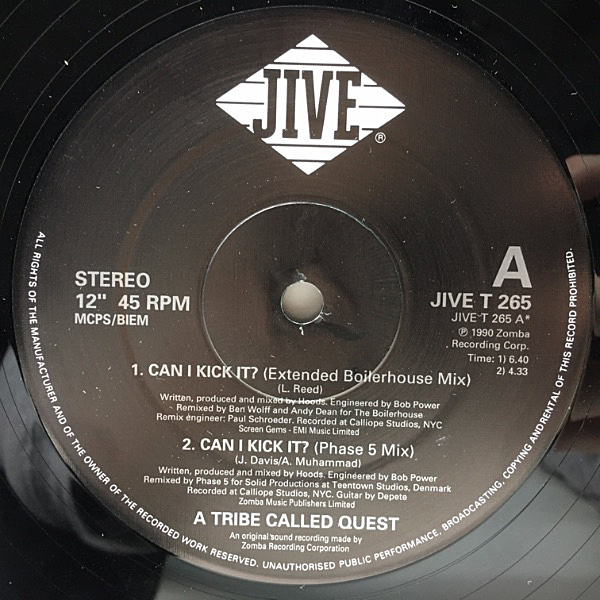 JIVE
®
STEREO
12" 45 RPM
MCPS/BIEM
A
JIVE T 265
JIVE T 265 A*
℗ 1990 Zomba
Recording Corp.
Time: 1) 6.40
2) 4.33
1. CAN I KICK IT? (Extended Boilerhouse Mix)
(L. Reed)
Written, produced and mixed by Hoods. Engineered by Bob Power
Remixed by Ben Wolff and Andy Dean for The Boilerhouse
Remix engineer: Paul Schroeder. Recorded at Calliope Studios, NYC
Screen Gems - EMI Music Limited
2. CAN I KICK IT? (Phase 5 Mix)
(J. Davis/A. Muhammad)
Written, produced and mixed by Hoods. Engineered by Bob Power
Remixed by Phase 5 for Solid Productions at Teentown Studios, Denmark
Recorded at Calliope Studios, NYC. Guitar by Depete
Zomba Music Publishers Limited
A TRIBE CALLED QUEST
An original sound recording made by
Zomba Recording Corporation
ALL RIGHTS OF THE MANUFACTURER AND OF THE OWNER OF THE RECORDED WORK RESERVED. UNAUTHORISED PUBLIC PERFORMANCE, BROADCASTING, COPYING AND RENTAL OF THIS RECORD PROHIBITED.
1